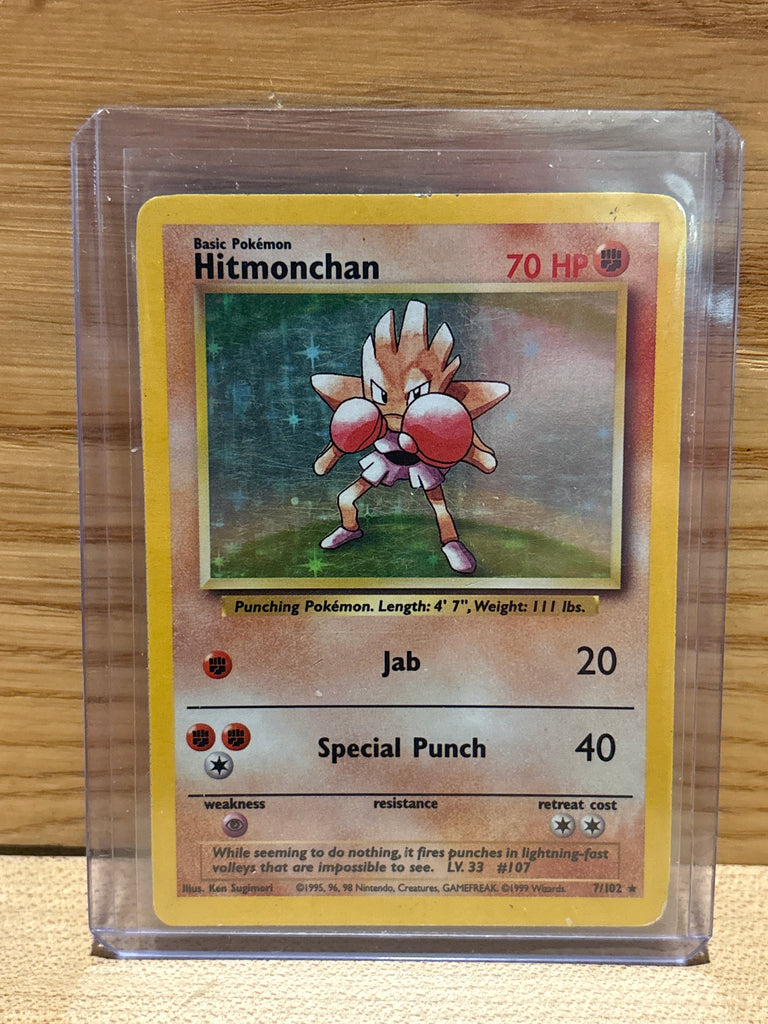 Basic Pokémon
Hitmonchan
70 HP
Punching Pokémon. Length: 4' 7", Weight: 111 lbs.
Jab 20
Special Punch 40
weakness resistance retreat cost
While seeming to do nothing, it fires punches in lightning-fast
volleys that are impossible to see. LV. 33 #107
Illus. Ken Sugimori ©1995, 96, 98 Nintendo, Creatures, GAMEFREAK. ©1999 Wizards. 7/102 ★